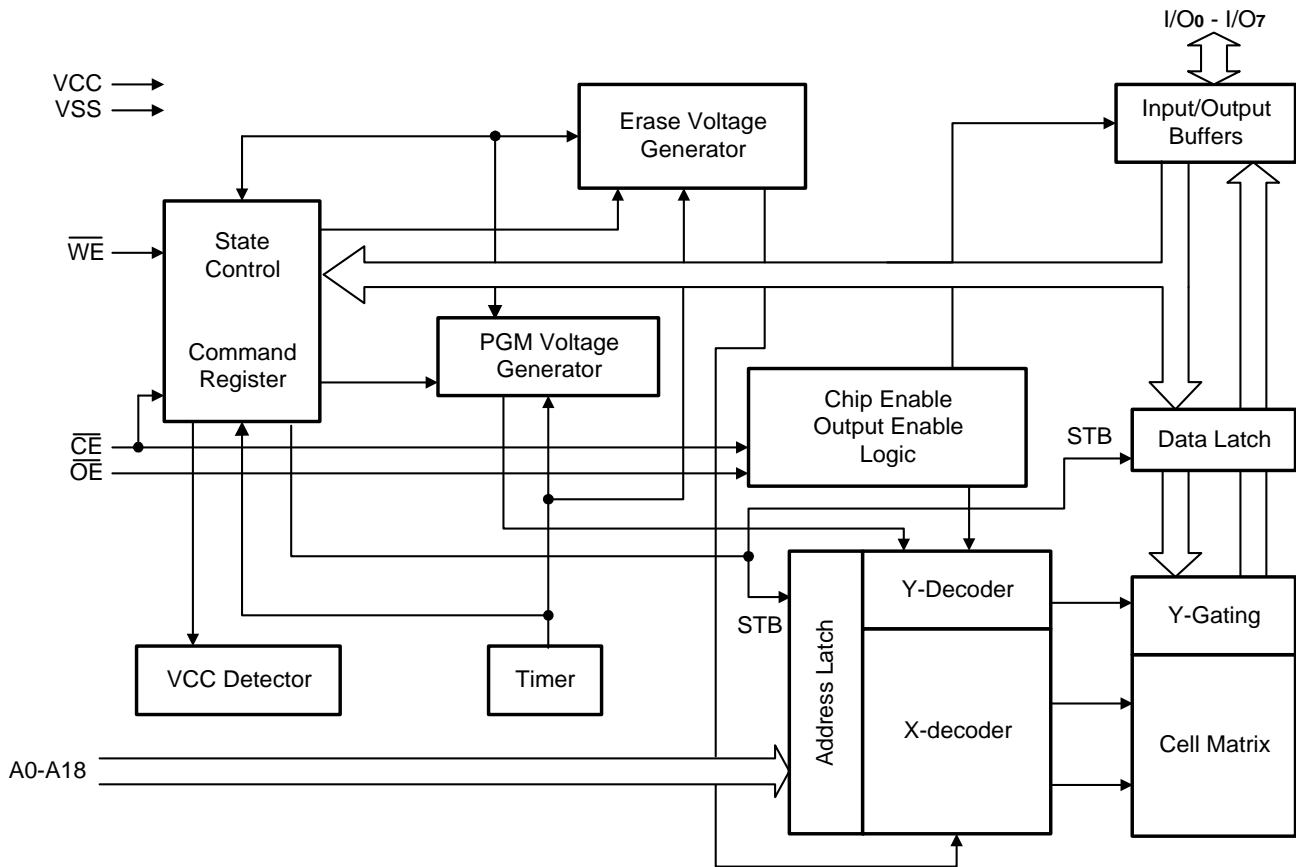 I/O0 - I/O7
VCC
VSS
Erase Voltage
Generator
Input/Output
Buffers
WE
State
Control
PGM Voltage
Generator
Command
Register
Chip Enable
Output Enable
Logic
CE
OE
STB
Data Latch
Y-Decoder
STB
Y-Gating
VCC Detector
Timer
Address Latch
X-decoder
Cell Matrix
A0-A18